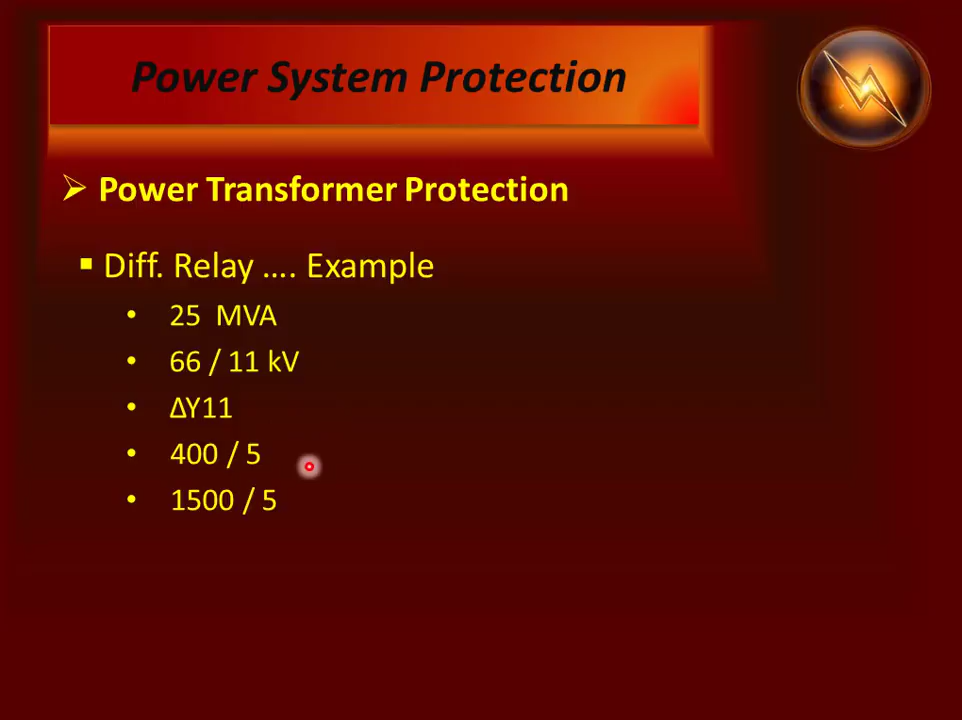 Power System Protection
Power Transformer Protection
Diff. Relay .... Example
25 MVA
66 / 11 kV
ΔY11
400 / 5
1500 / 5